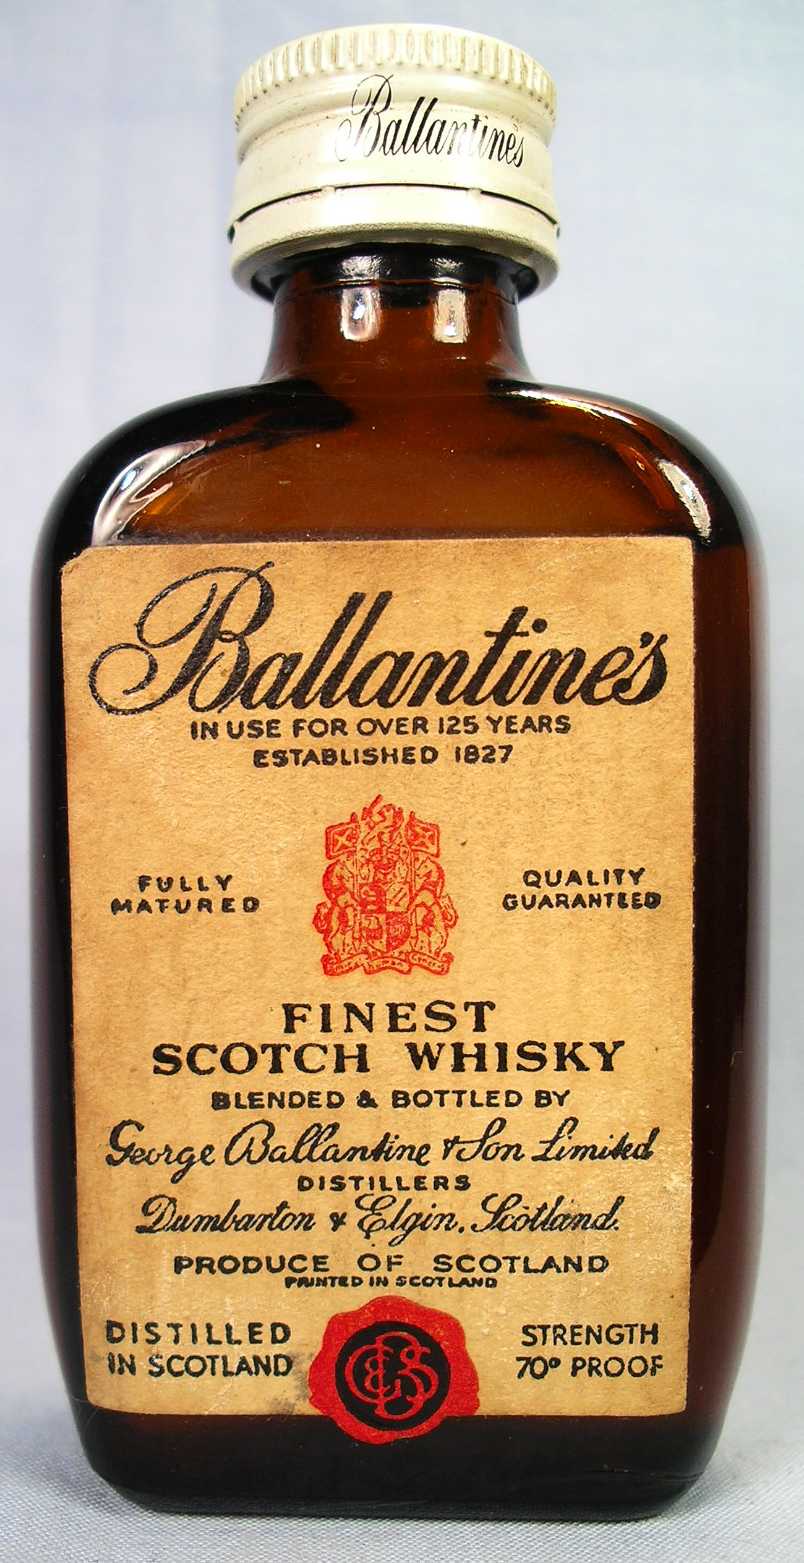 Ballantine's
Ballantine's
IN USE FOR OVER 125 YEARS
ESTABLISHED 1827
FULLY
MATURED
QUALITY
GUARANTEED
FINEST
SCOTCH WHISKY
BLENDED & BOTTLED BY
George Ballantine & Son Limited
DISTILLERS
Dumbarton & Elgin, Scotland.
PRODUCE OF SCOTLAND
PRINTED IN SCOTLAND
DISTILLED
IN SCOTLAND
STRENGTH
70° PROOF